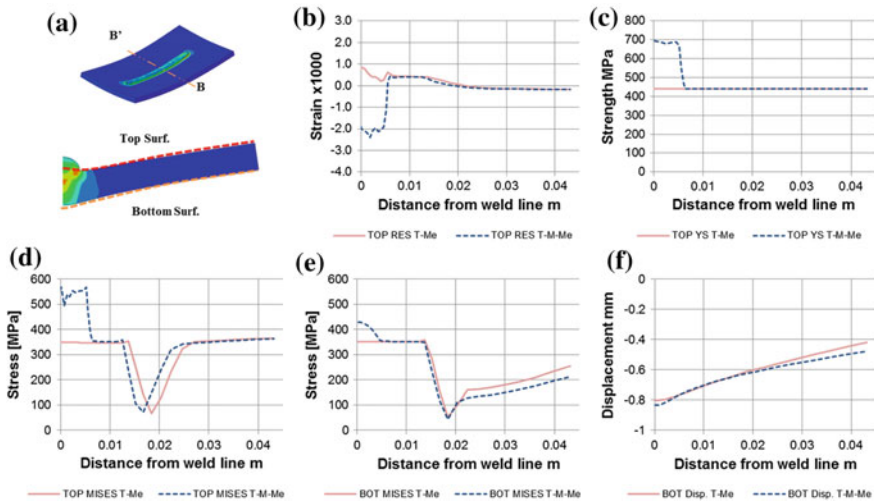 (a)
B'
B
Top Surf.
Bottom Surf.
(b)
3.0
2.0
1.0
0.0
-1.0
-2.0
-3.0
-4.0
Strain x1000
0 0.01 0.02 0.03 0.04
Distance from weld line m
TOP RES T-Me TOP RES T-M-Me
(c)
800
700
600
500
400
300
200
100
0
Strength MPa
0 0.01 0.02 0.03 0.04
Distance from weld line m
TOP YS T-Me TOP YS T-M-Me
(d)
600
500
400
300
200
100
0
Stress [MPa]
0 0.01 0.02 0.03 0.04
Distance from weld line m
TOP MISES T-Me TOP MISES T-M-Me
(e)
600
500
400
300
200
100
0
Stress [MPa]
0 0.01 0.02 0.03 0.04
Distance from weld line m
BOT MISES T-Me BOT MISES T-M-Me
(f)
0
-0.2
-0.4
-0.6
-0.8
-1
Displacement mm
0 0.01 0.02 0.03 0.04
Distance from weld line m
BOT Disp. T-Me BOT Disp. T-M-Me